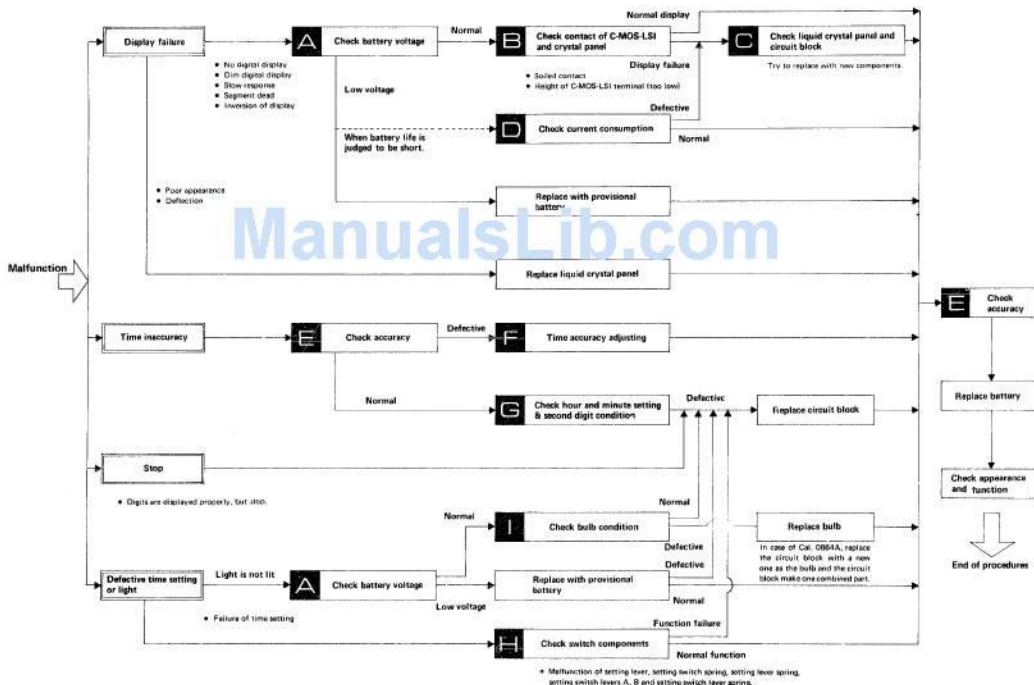 Normal display
Display failure
A
Check battery voltage
Normal
B
Check contact of C-MOS-LSI
and crystal panel
C
Check liquid crystal panel and
circuit block
• No digital display
• Dim digital display
• Slow response
• Segment dead
• Inversion of display
Display failure
Try to replace with new components.
• Soiled contact
• Height of C-MOS-LSI terminal (too low)
Low voltage
Defective
When battery life is
judged to be short.
D
Check current consumption
Normal
• Poor appearance
• Deflection
Replace with provisional
battery
ManualsLib.com
Malfunction
Replace liquid crystal panel
E
Check
accuracy
Time inaccuracy
E
Check accuracy
Defective
F
Time accuracy adjusting
Normal
G
Check hour and minute setting
& second digit condition
Defective
Replace circuit block
Replace battery
Stop
• Digits are displayed properly, but stop.
Check appearance
and function
Normal
Normal
I
Check bulb condition
Replace bulb
Defective
In case of Cal. 0864A, replace
the circuit block with a new
one as the bulb and the circuit
block make one combined part.
End of procedures
Defective time setting
or light
Light is not lit
A
Check battery voltage
Defective
Replace with provisional
battery
Low voltage
Normal
• Failure of time setting
Function failure
H
Check switch components
Normal function
• Malfunction of setting lever, setting switch spring, setting lever spring,
setting switch levers A, B and setting switch lever spring.